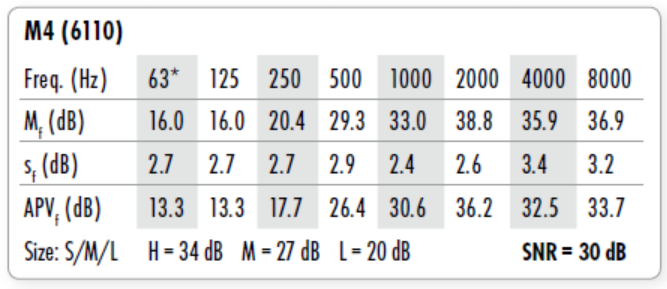 M4 (6110)
Freq. (Hz) 63* 125 250 500 1000 2000 4000 8000
Mf (dB) 16.0 16.0 20.4 29.3 33.0 38.8 35.9 36.9
sf (dB) 2.7 2.7 2.7 2.9 2.4 2.6 3.4 3.2
APVf (dB) 13.3 13.3 17.7 26.4 30.6 36.2 32.5 33.7
Size: S/M/L H = 34 dB M = 27 dB L = 20 dB SNR = 30 dB